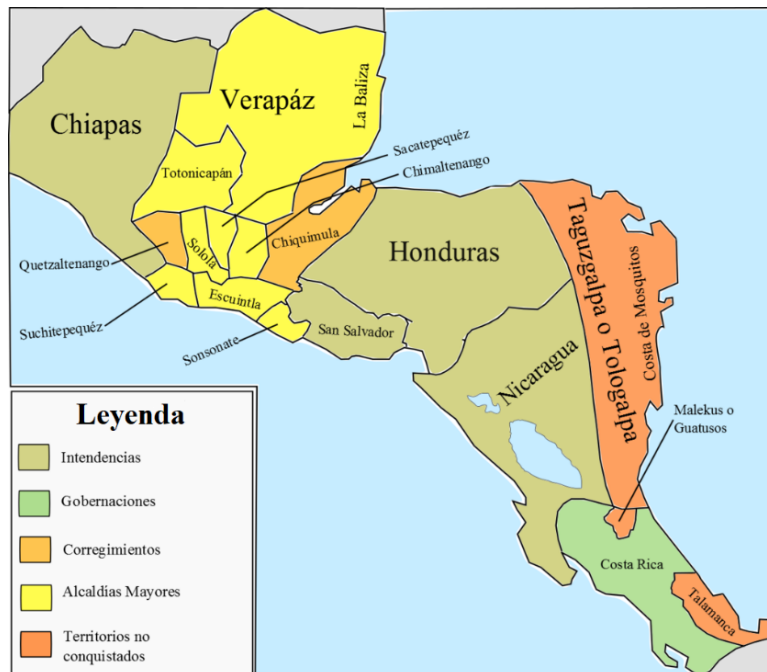 Chiapas
Verapáz
La Baliza
Totonicapán
Sacatepequéz
Chimaltenango
Quetzaltenango
Solola
Chiquimula
Suchitepequéz
Escuintla
Sonsonate
San Salvador
Honduras
Nicaragua
Taguzgalpa o Tologalpa
Costa de Mosquitos
Malekus o
Guatusos
Costa Rica
Talamanca
Leyenda
Intendencias
Gobernaciones
Corregimientos
Alcaldías Mayores
Territorios no
conquistados